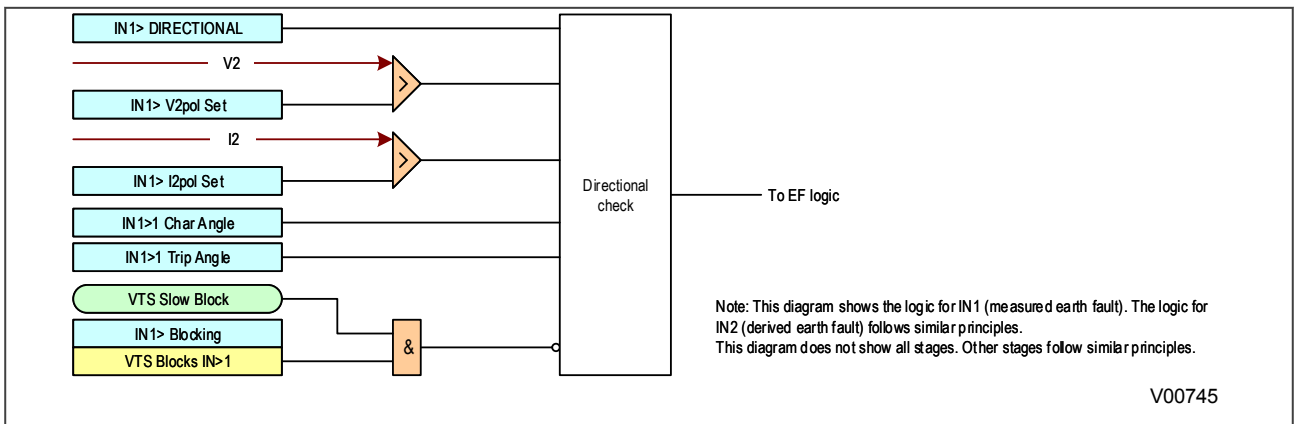 IN1> DIRECTIONAL
V2
>
IN1> V2pol Set
I2
>
IN1> I2pol Set
Directional
check
To EF logic
IN1>1 Char Angle
IN1>1 Trip Angle
VTS Slow Block
IN1> Blocking
&
VTS Blocks IN>1
Note: This diagram shows the logic for IN1 (measured earth fault). The logic for
IN2 (derived earth fault) follows similar principles.
This diagram does not show all stages. Other stages follow similar principles.
V00745